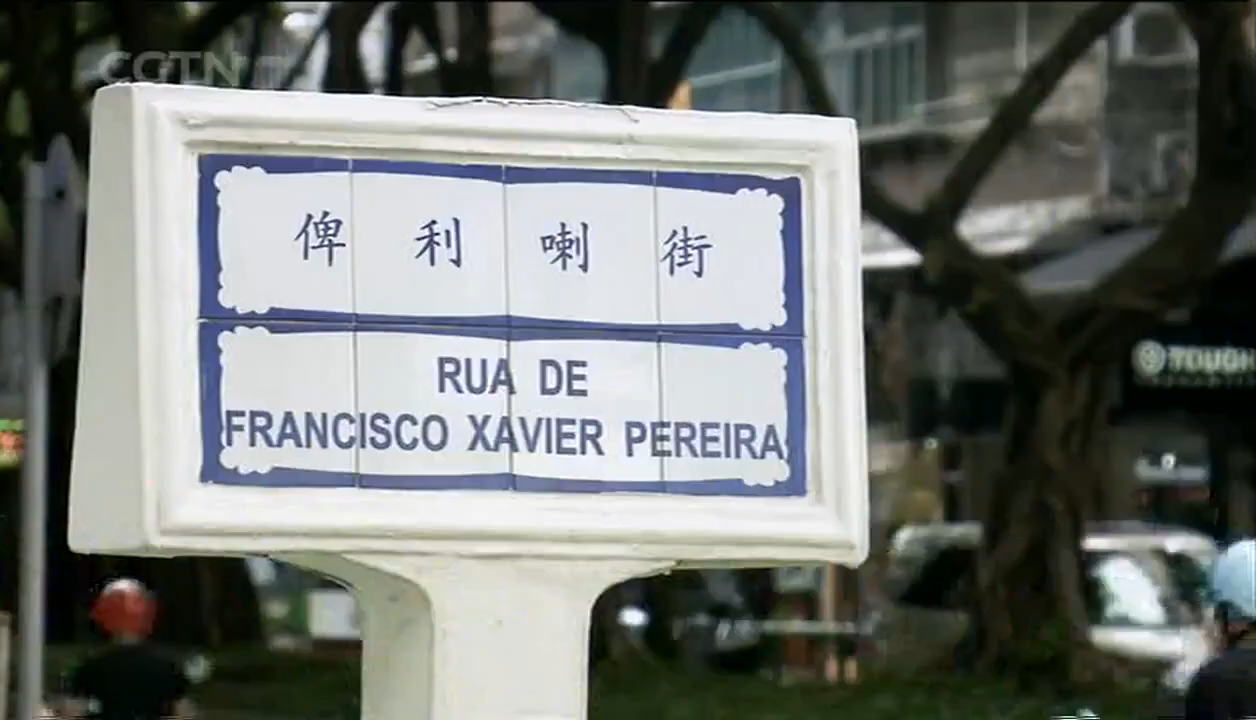 CGTN
俾利喇街
RUA DE
FRANCISCO XAVIER PEREIRA
TOUGH